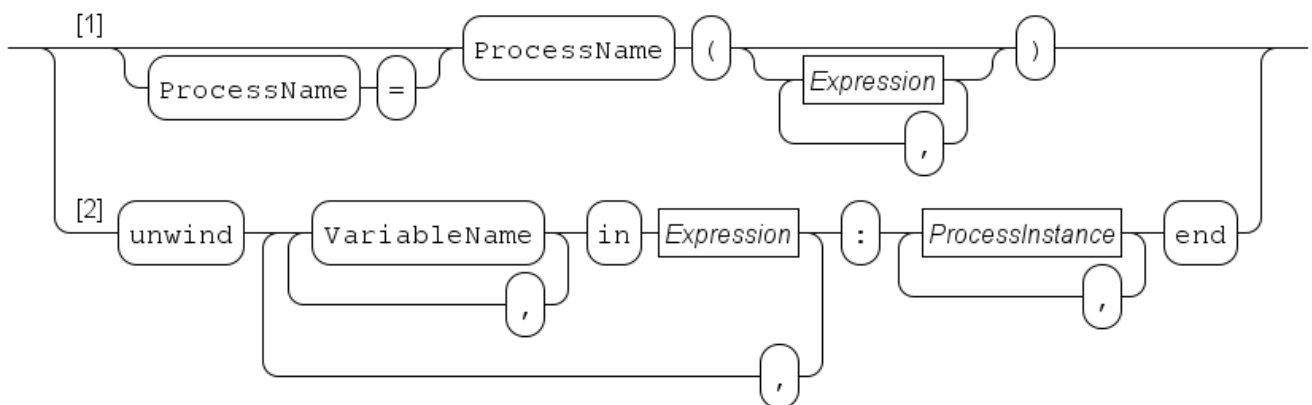 [1] ProcessName ( )
ProcessName = Expression
,
[2] unwind VariableName in Expression : ProcessInstance end
, ,
,